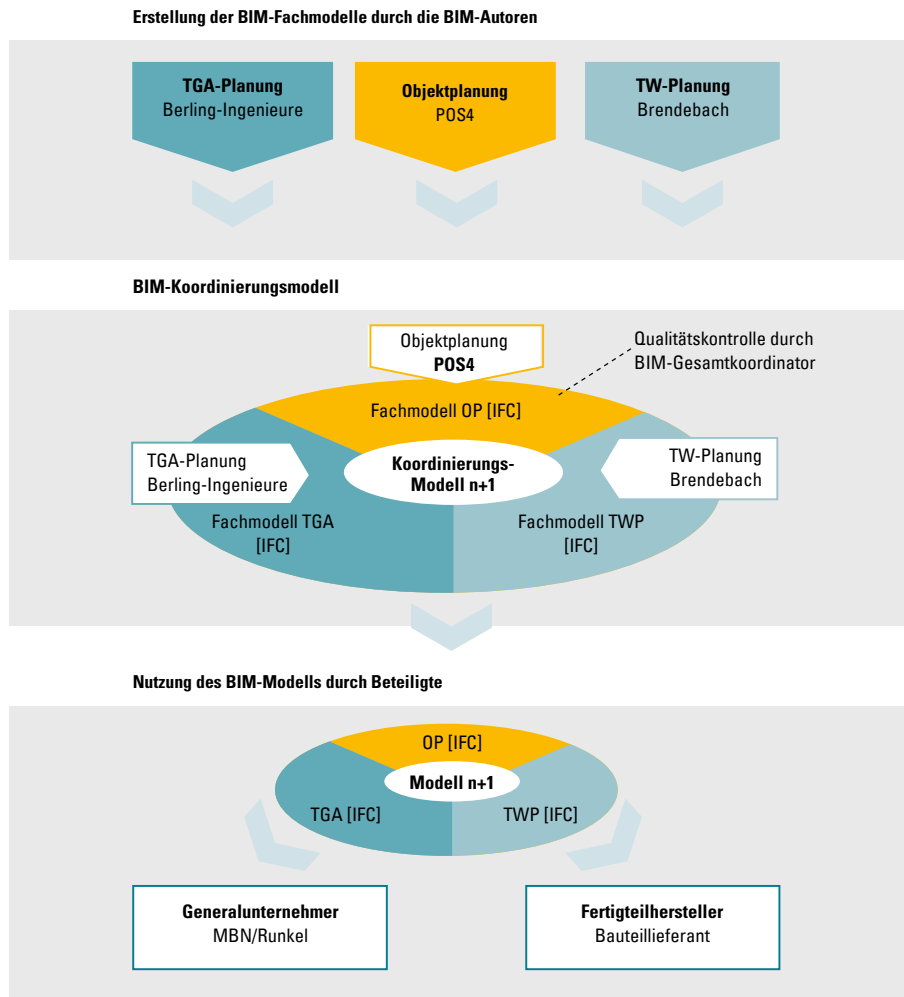 Erstellung der BIM-Fachmodelle durch die BIM-Autoren
TGA-Planung
Berling-Ingenieure
Objektplanung
POS4
TW-Planung
Brendebach
BIM-Koordinierungsmodell
Objektplanung
POS4
Qualitätskontrolle durch
BIM-Gesamtkoordinator
Fachmodell OP [IFC]
TGA-Planung
Berling-Ingenieure
Koordinierungs-
Modell n+1
TW-Planung
Brendebach
Fachmodell TGA
[IFC]
Fachmodell TWP
[IFC]
Nutzung des BIM-Modells durch Beteiligte
OP [IFC]
Modell n+1
TGA [IFC]
TWP [IFC]
Generalunternehmer
MBN/Runkel
Fertigteilhersteller
Bauteillieferant